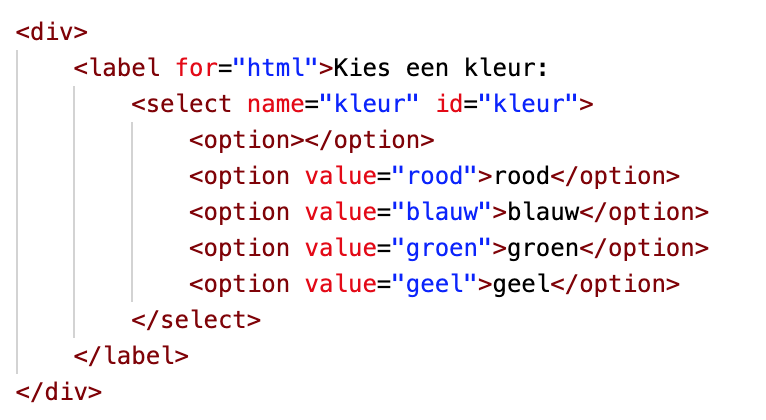 <div>
<label for="html">Kies een kleur:
<select name="kleur" id="kleur">
<option></option>
<option value="rood">rood</option>
<option value="blauw">blauw</option>
<option value="groen">groen</option>
<option value="geel">geel</option>
</select>
</label>
</div>